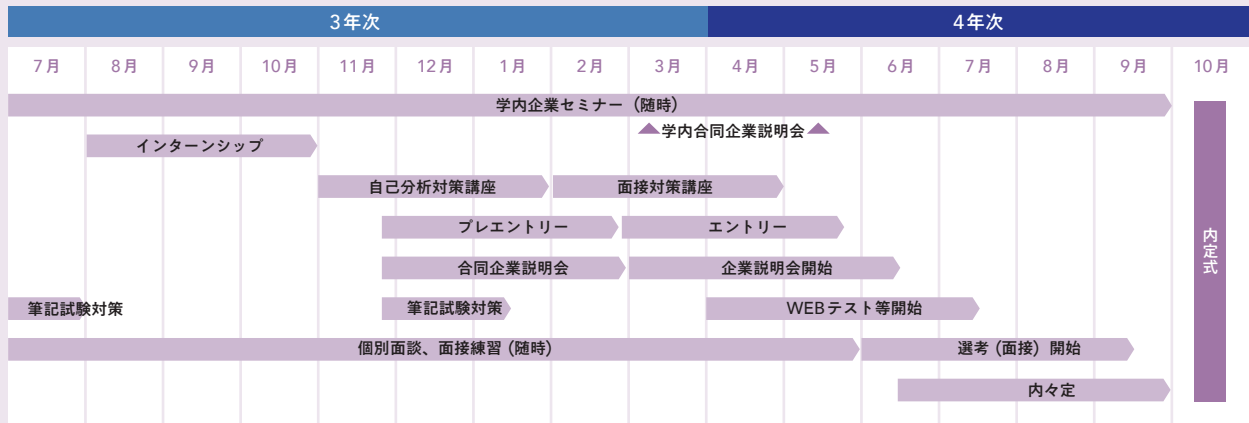 3年次
4年次
7月 8月 9月 10月 11月 12月 1月 2月 3月 4月 5月 6月 7月 8月 9月 10月
学内企業セミナー（随時）
学内合同企業説明会
インターンシップ
自己分析対策講座
面接対策講座
プレエントリー
エントリー
合同企業説明会
企業説明会開始
筆記試験対策
筆記試験対策
WEBテスト等開始
個別面談、面接練習（随時）
選考（面接）開始
内々定
内定式